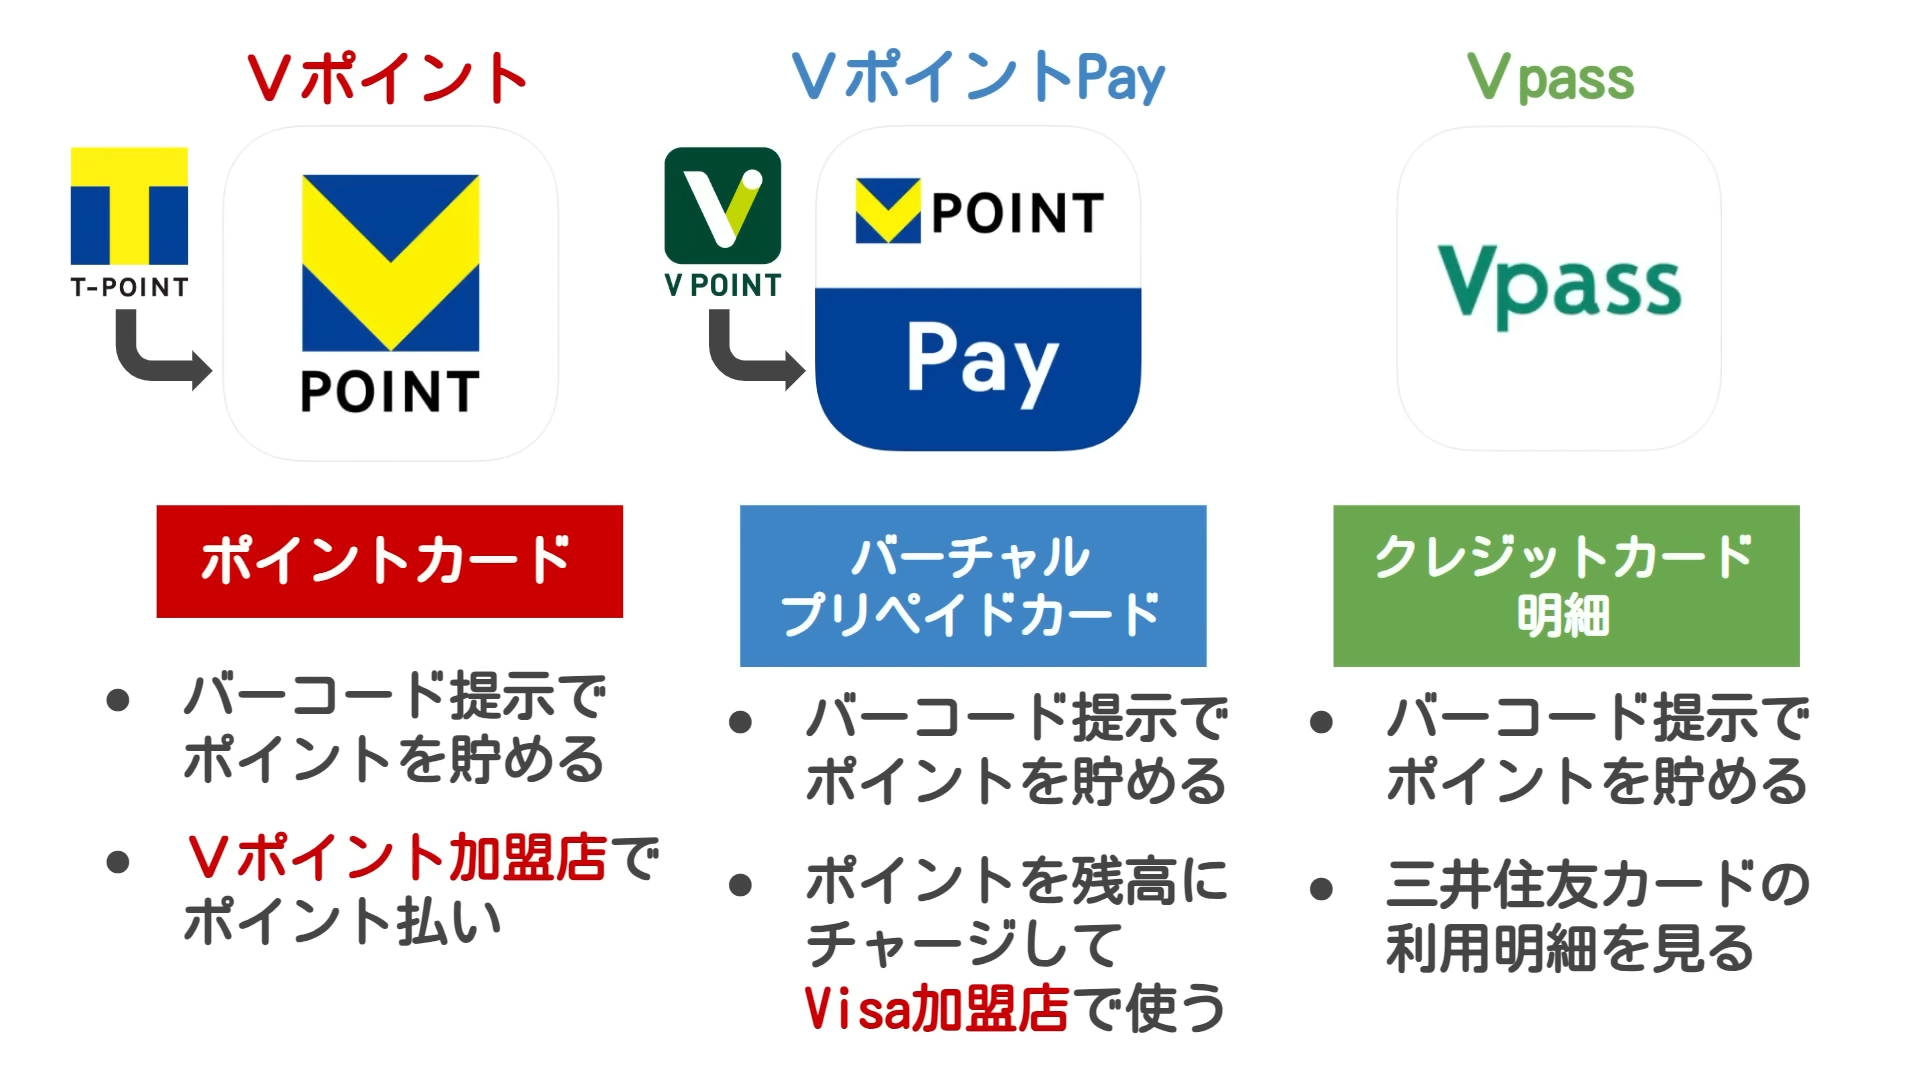 Ｖポイント
T-POINT
POINT
ポイントカード
バーコード提示で
ポイントを貯める
Ｖポイント加盟店で
ポイント払い
ＶポイントPay
V POINT
POINT
Pay
バーチャル
プリペイドカード
バーコード提示で
ポイントを貯める
ポイントを残高に
チャージして
Visa加盟店で使う
Ｖpass
Vpass
クレジットカード
明細
バーコード提示で
ポイントを貯める
三井住友カードの
利用明細を見る